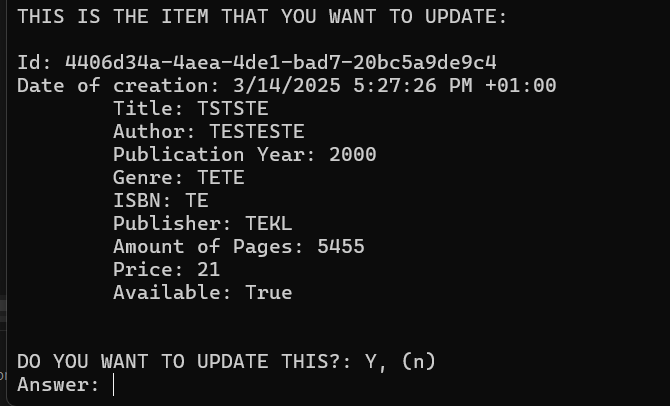 THIS IS THE ITEM THAT YOU WANT TO UPDATE:
Id: 4406d34a-4aea-4de1-bad7-20bc5a9de9c4
Date of creation: 3/14/2025 5:27:26 PM +01:00
Title: TSTSTE
Author: TESTESTE
Publication Year: 2000
Genre: TETE
ISBN: TE
Publisher: TEKL
Amount of Pages: 5455
Price: 21
Available: True
DO YOU WANT TO UPDATE THIS?: Y, (n)
Answer: